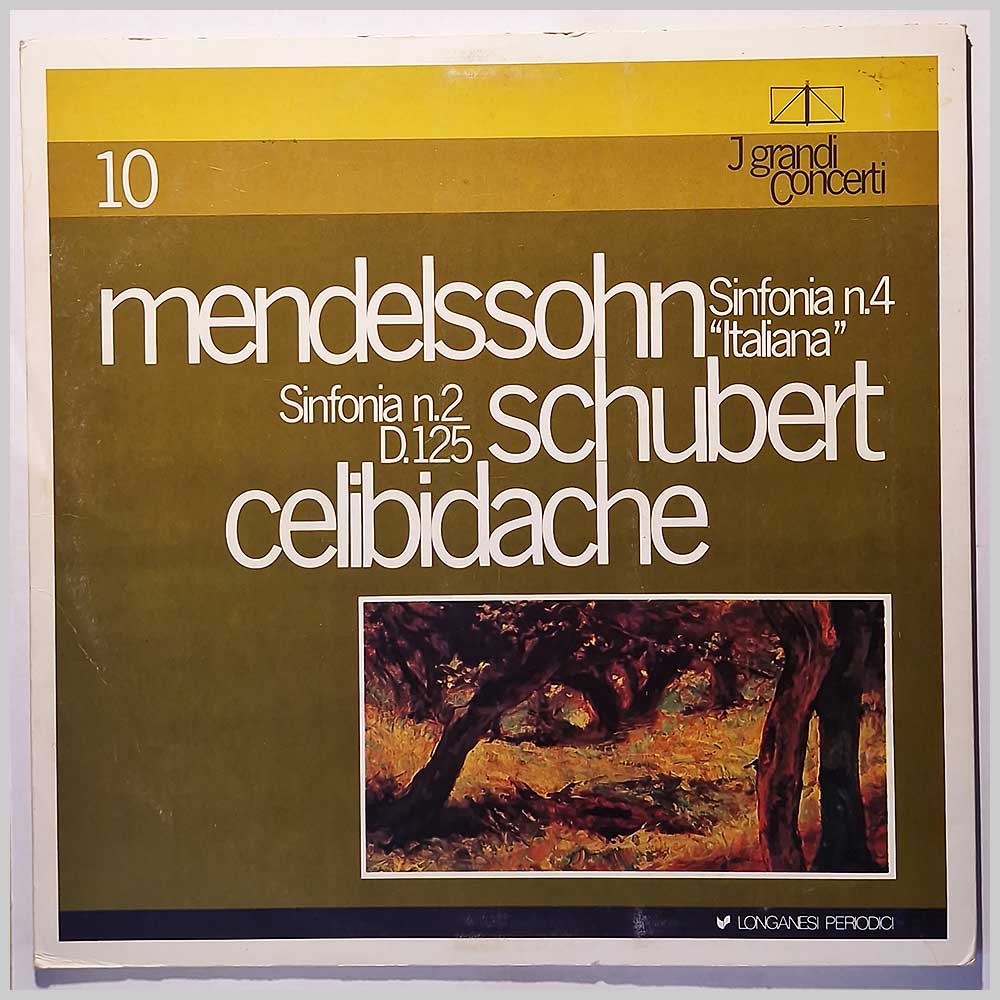 10
J grandi
Concerti
mendelssohn
Sinfonia n.4
"Italiana"
Sinfonia n.2
D.125
schubert
celibidache
LONGANESI PERIODICI